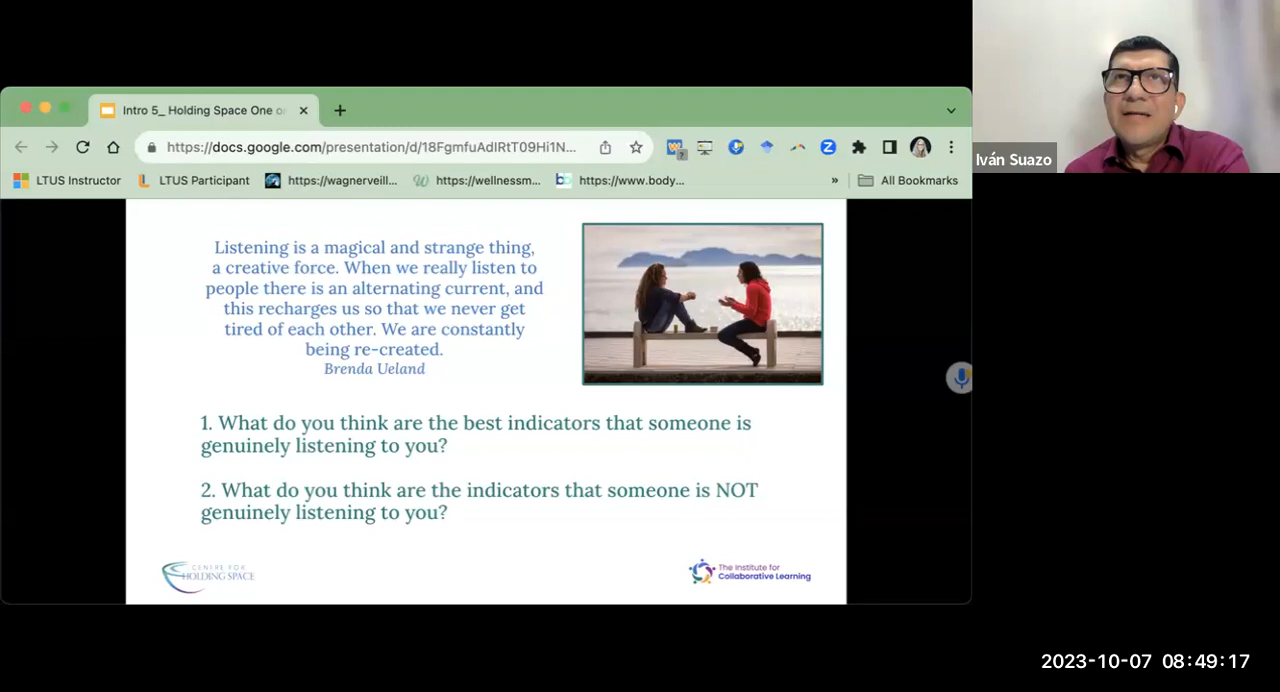 Intro 5_ Holding Space One o
https://docs.google.com/presentation/d/18FgmfuAdIRtT09Hi1N...
LTUS Instructor
LTUS Participant
https://wagnerveill...
https://wellnessm...
https://www.body...
»
All Bookmarks
Iván Suazo
Listening is a magical and strange thing,
a creative force. When we really listen to
people there is an alternating current, and
this recharges us so that we never get
tired of each other. We are constantly
being re-created.
Brenda Ueland
1. What do you think are the best indicators that someone is
genuinely listening to you?
2. What do you think are the indicators that someone is NOT
genuinely listening to you?
CENTRE FOR
HOLDING SPACE
The Institute for
Collaborative Learning
2023-10-07 08:49:17